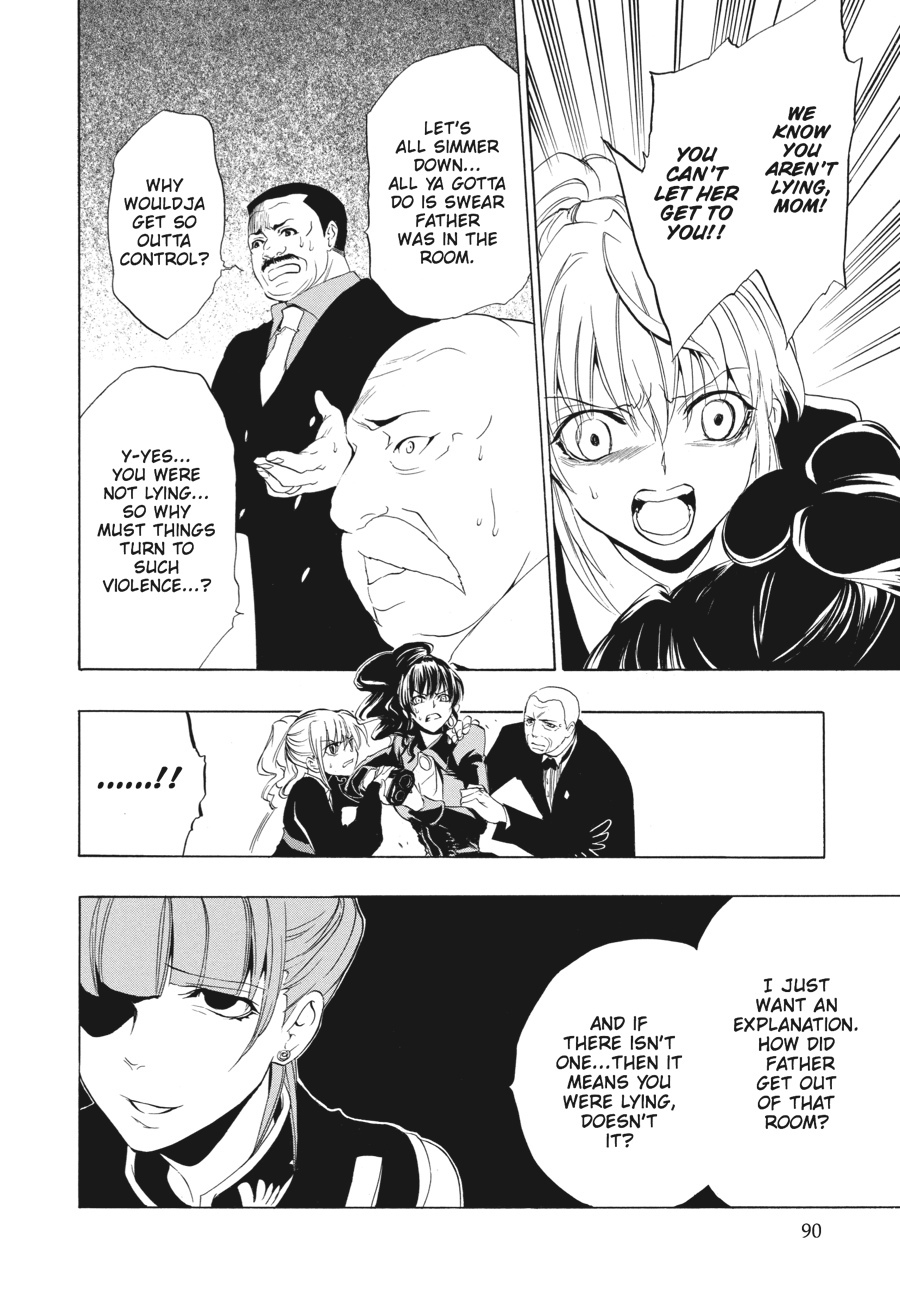 WE
KNOW
YOU
AREN'T
LYING,
MOM!
YOU
CAN'T
LET HER
GET TO
YOU!!
LET'S
ALL SIMMER
DOWN...
ALL YA GOTTA
DO IS SWEAR
FATHER
WAS IN THE
ROOM.
WHY
WOULDJA
GET SO
OUTTA
CONTROL?
Y-YES...
YOU WERE
NOT LYING...
SO WHY
MUST THINGS
TURN TO
SUCH
VIOLENCE...?
......!!
I JUST
WANT AN
EXPLANATION.
HOW DID
FATHER
GET OUT
OF THAT
ROOM?
AND IF
THERE ISN'T
ONE...THEN IT
MEANS YOU
WERE LYING,
DOESN'T
IT?
90